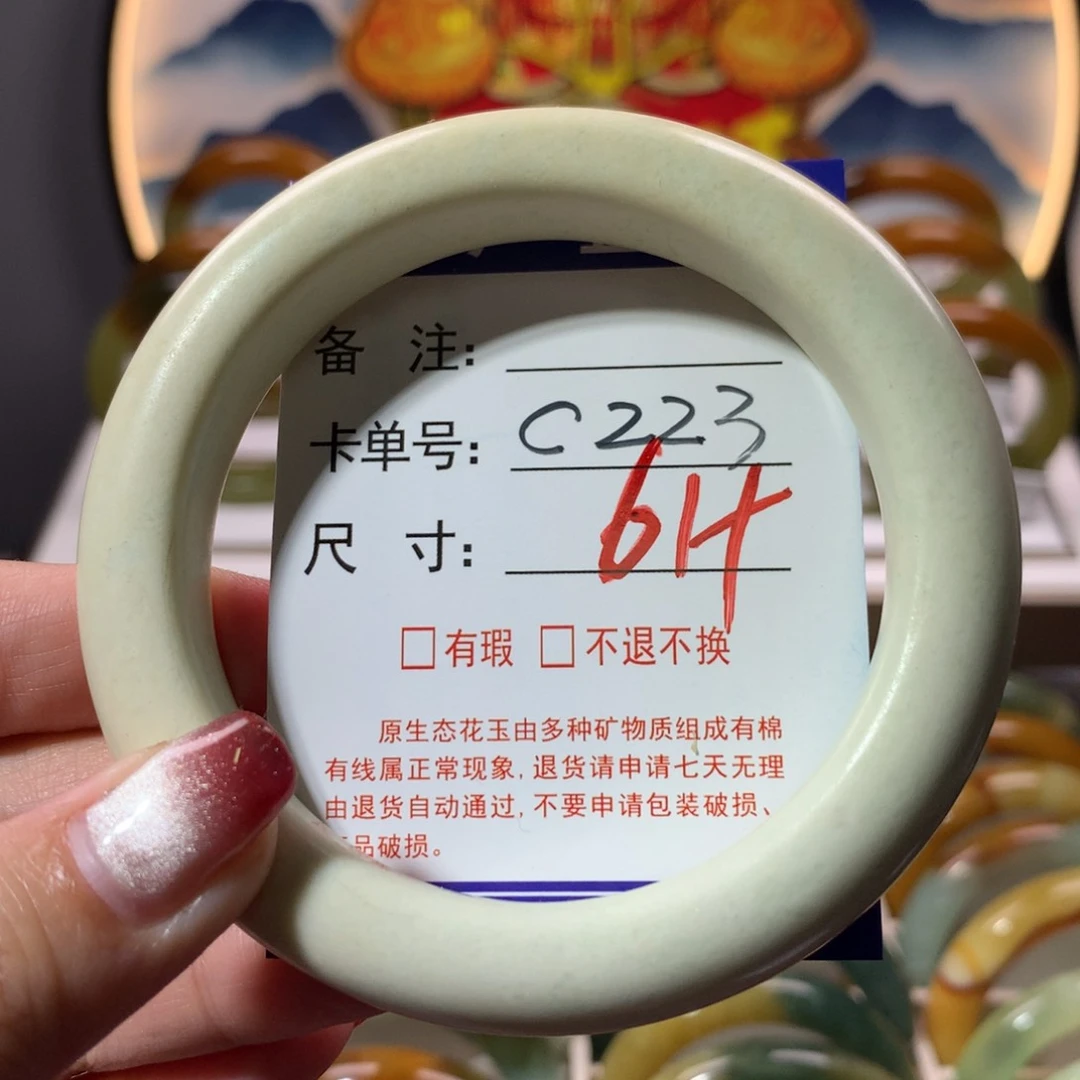 备 注:
卡单号: C223
尺 寸: 6H
□有瑕 □不退不换
原生态花玉由多种矿物质组成有棉
有线属正常现象, 退货请申请七天无理
由退货自动通过, 不要申请包装破损、
品破损。